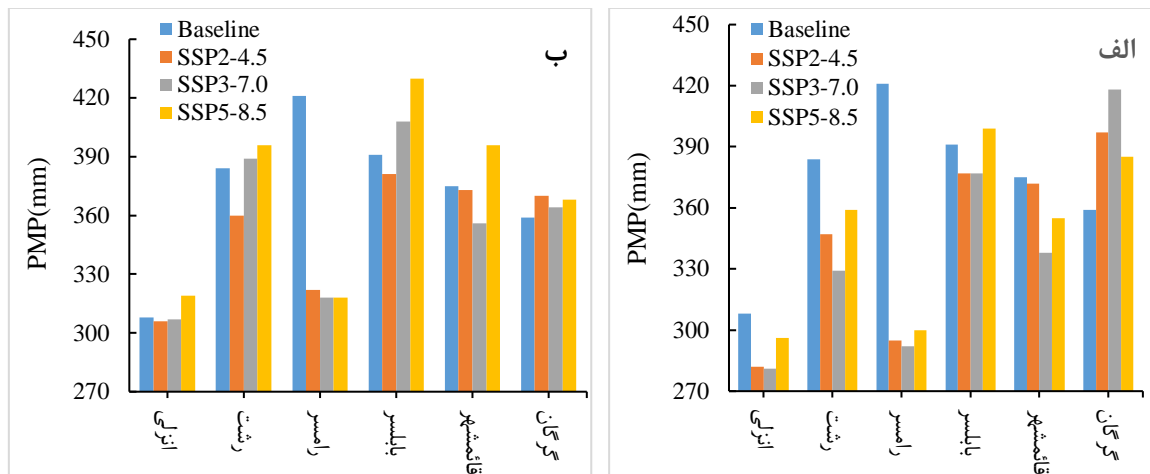 450
420
390
360
330
300
270
PMP(mm)
Baseline
SSP2-4.5
SSP3-7.0
SSP5-8.5
ب
انزلی
رشت
رامسر
بابلسر
قائمشهر
گرگان
450
420
390
360
330
300
270
PMP(mm)
Baseline
SSP2-4.5
SSP3-7.0
SSP5-8.5
الف
انزلی
رشت
رامسر
بابلسر
قائمشهر
گرگان